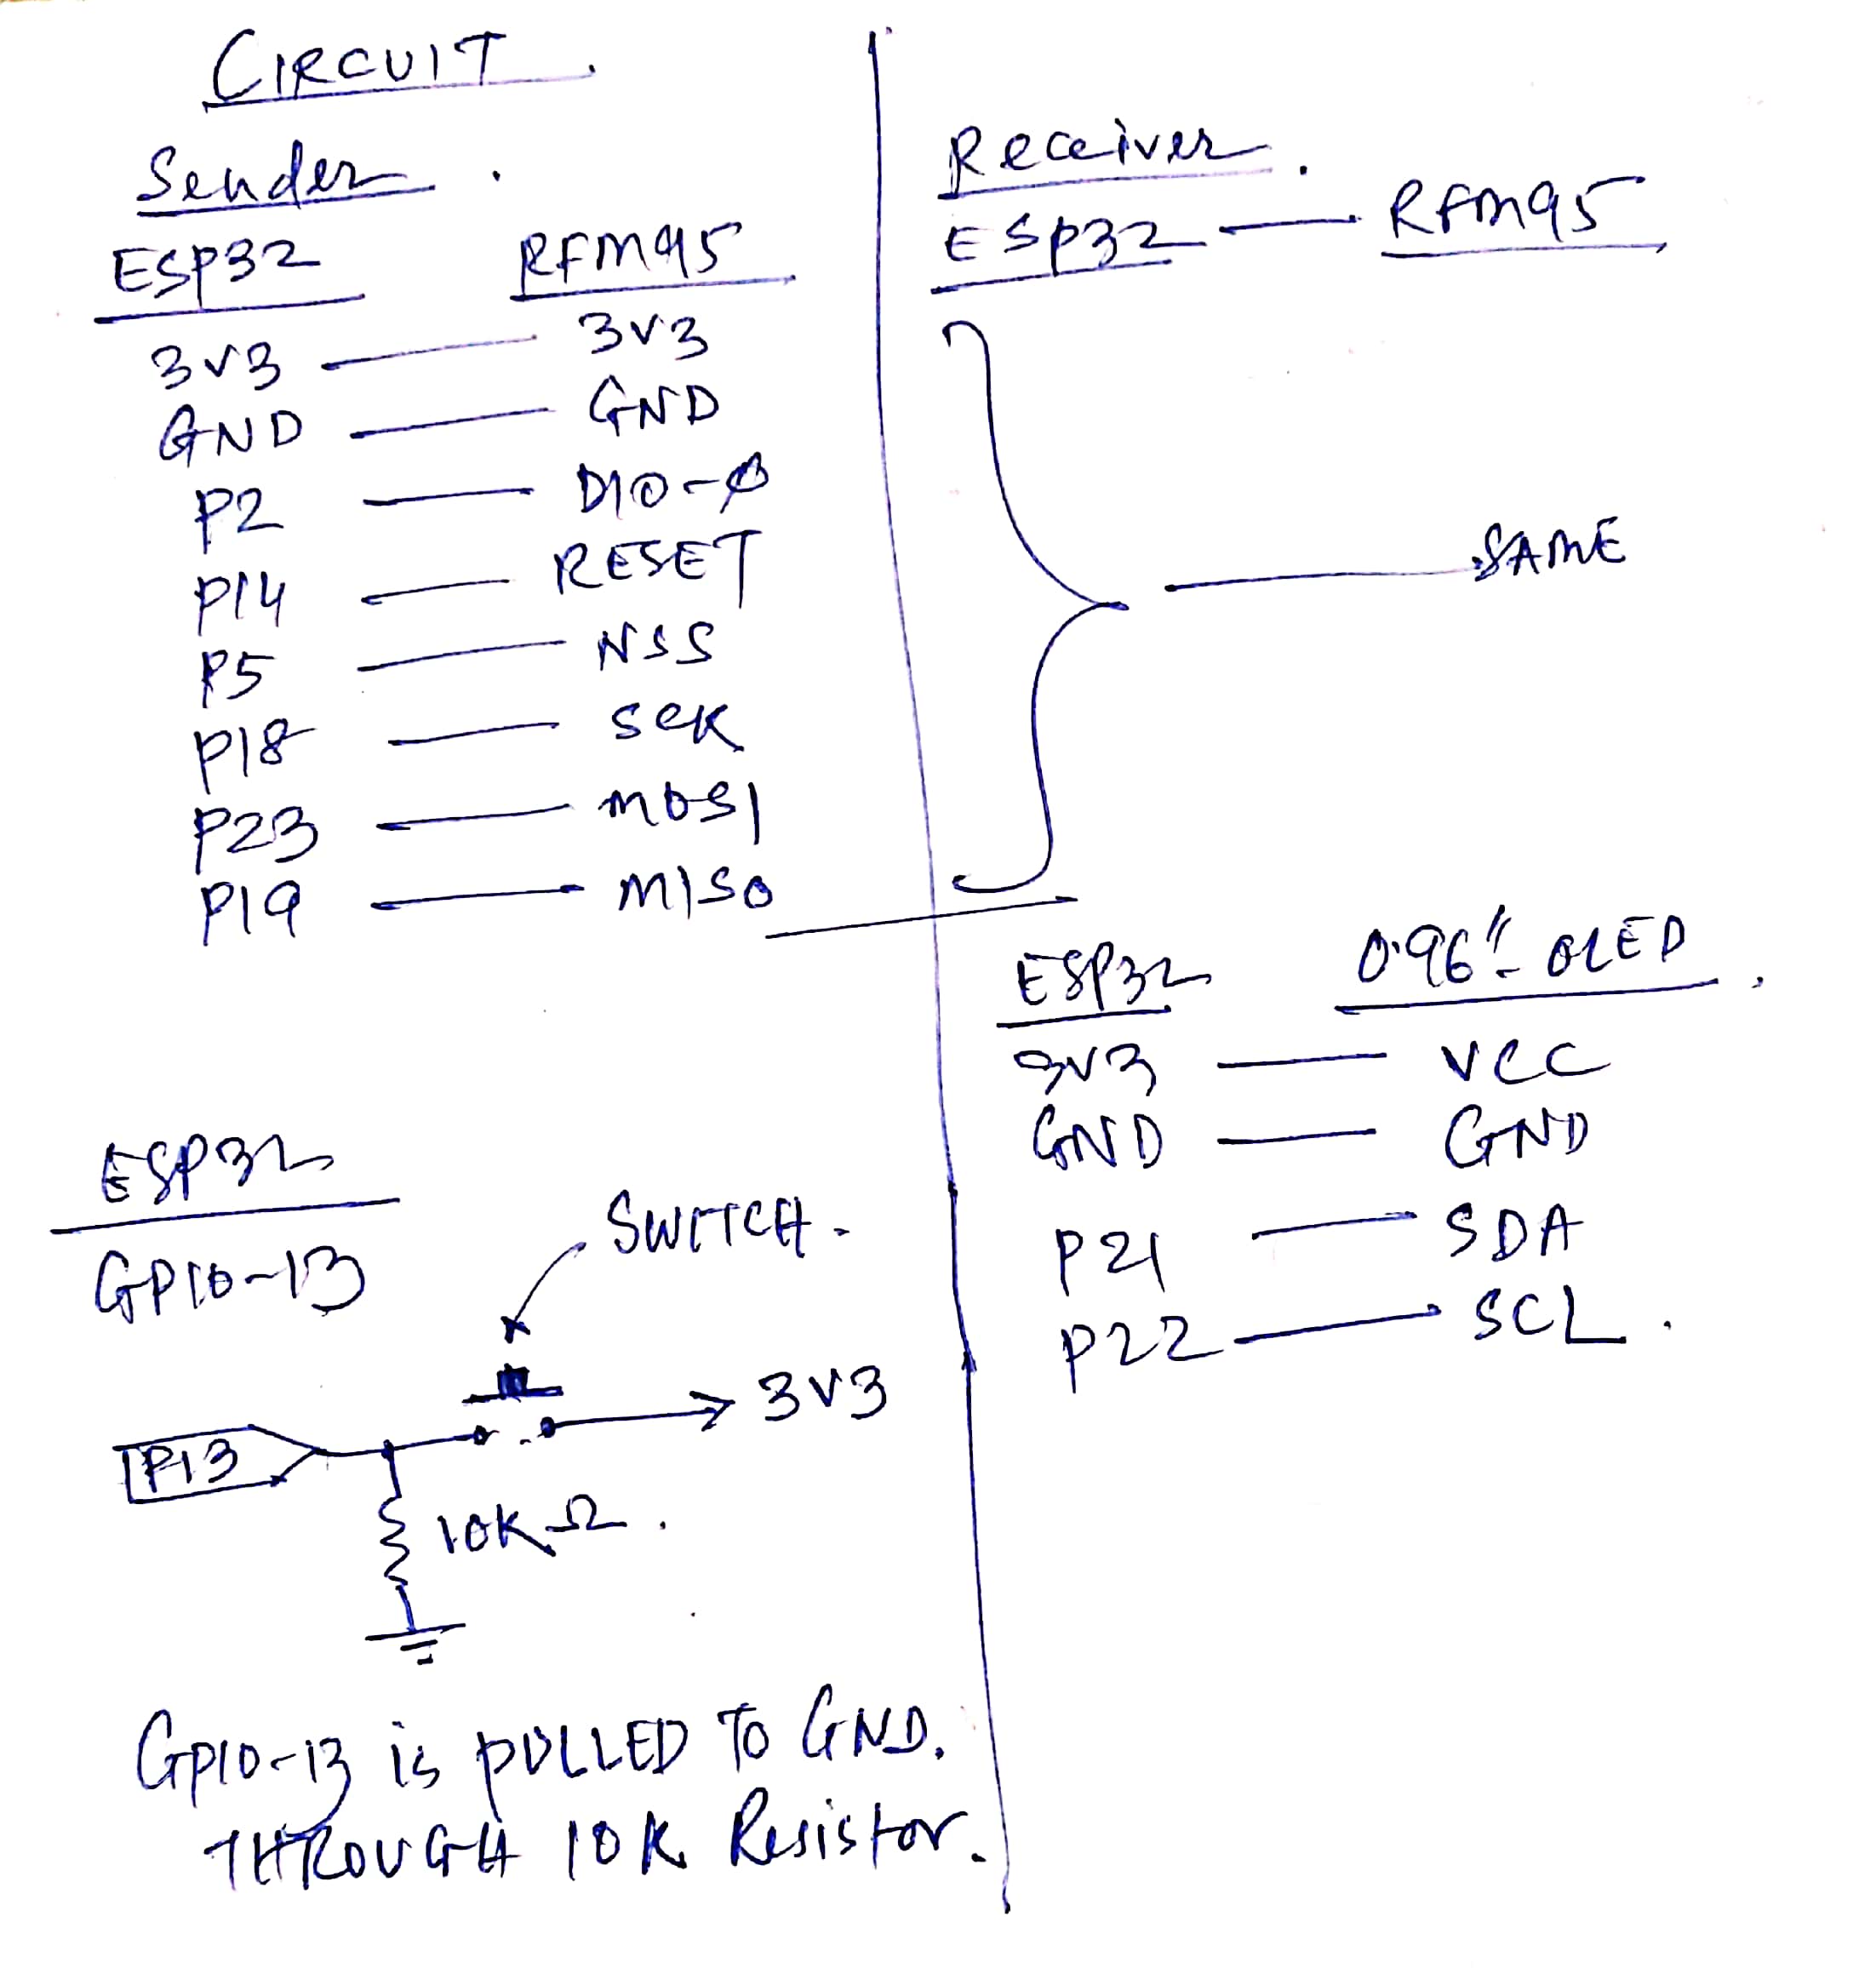 CIRCUIT.
Sender.
ESP32 RFM95
3V3 — 3V3
GND — GND
P2 — DIO-0
P14 — RESET
P5 — NSS
P18 — SCK
P23 — MOSI
P19 — MISO
ESP32
GPIO-13
SWITCH.
P13
3V3
10KΩ.
GPIO-13 is PULLED TO GND.
THROUGH 10K Resistor.
Receiver.
ESP32 — RFM95
SAME
ESP32 0.96" OLED
3V3 — VCC
GND — GND
P21 — SDA
P22 — SCL.